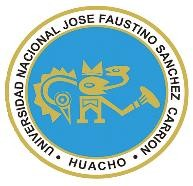 UNIVERSIDAD NACIONAL JOSE FAUSTINO SANCHEZ CARRION
• HUACHO •